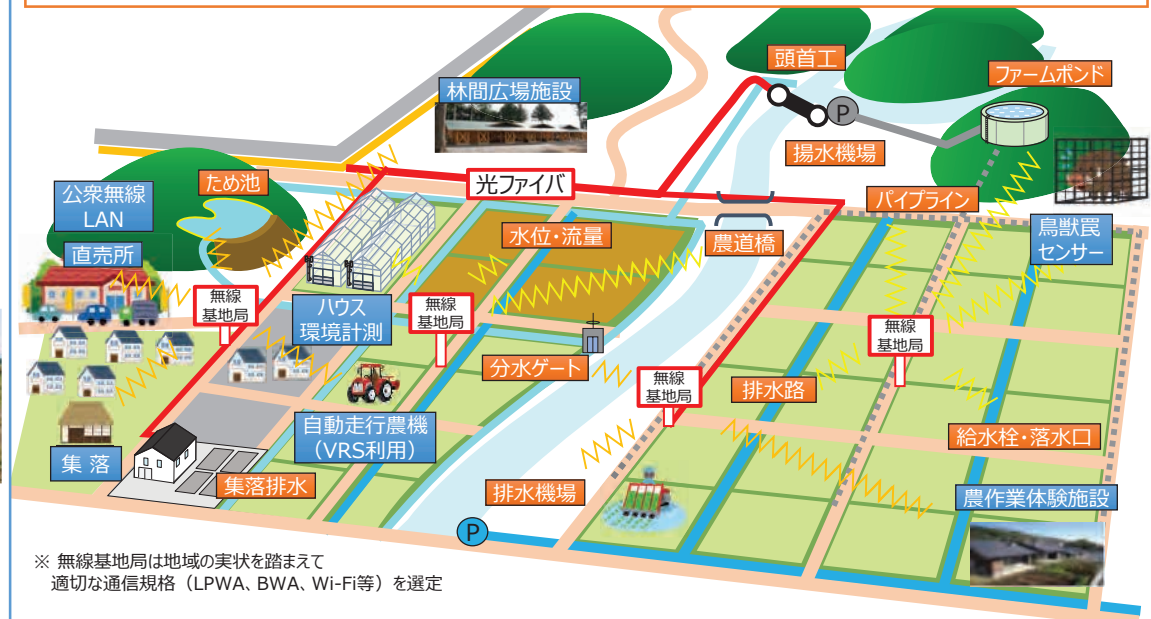 頭首工
ファームポンド
林間広場施設
P
揚水機場
光ファイバ
ため池
公衆無線
LAN
パイプライン
鳥獣罠
センサー
水位・流量
農道橋
直売所
無線
基地局
ハウス
環境計測
無線
基地局
無線
基地局
分水ゲート
無線
基地局
排水路
自動走行農機
(VRS利用)
給水栓・落水口
集 落
集落排水
排水機場
農作業体験施設
P
※ 無線基地局は地域の実状を踏まえて
適切な通信規格(LPWA、BWA、Wi-Fi等)を選定